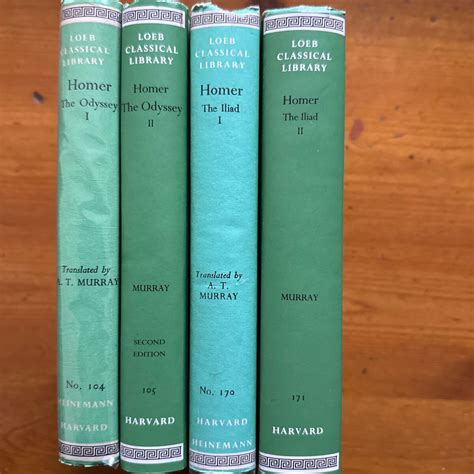 LOEB
CLASSICAL
LIBRARY
Homer
The Odyssey
I
Translated by
A. T. MURRAY
No. 104
HEINEMANN
HARVARD
LOEB
CLASSICAL
LIBRARY
Homer
The Odyssey
II
MURRAY
SECOND
EDITION
105
HARVARD
LOEB
CLASSICAL
LIBRARY
Homer
The Iliad
I
Translated by
A. T.
MURRAY
No. 170
HARVARD
HEINEMANN
LOEB
CLASSICAL
LIBRARY
Homer
The Iliad
II
MURRAY
171
HARVARD